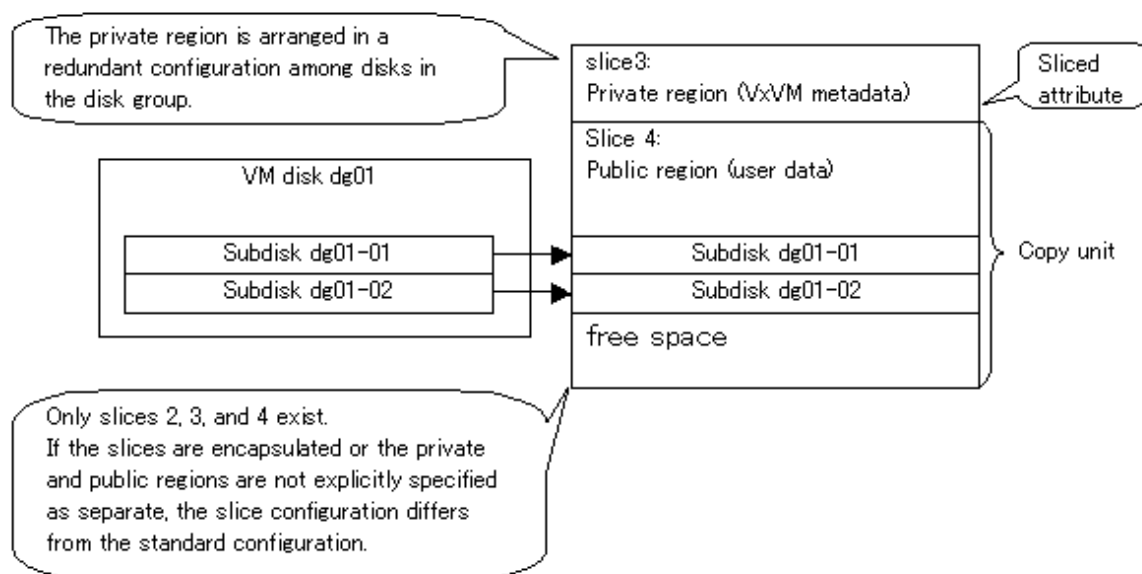 The private region is arranged in a
redundant configuration among disks in
the disk group.
slice3:
Private region (VxVM metadata)
Sliced
attribute
Slice 4:
Public region (user data)
VM disk dg01
Subdisk dg01-01
Subdisk dg01-02
Subdisk dg01-01
Subdisk dg01-02
free space
Copy unit
Only slices 2, 3, and 4 exist.
If the slices are encapsulated or the private
and public regions are not explicitly specified
as separate, the slice configuration differs
from the standard configuration.